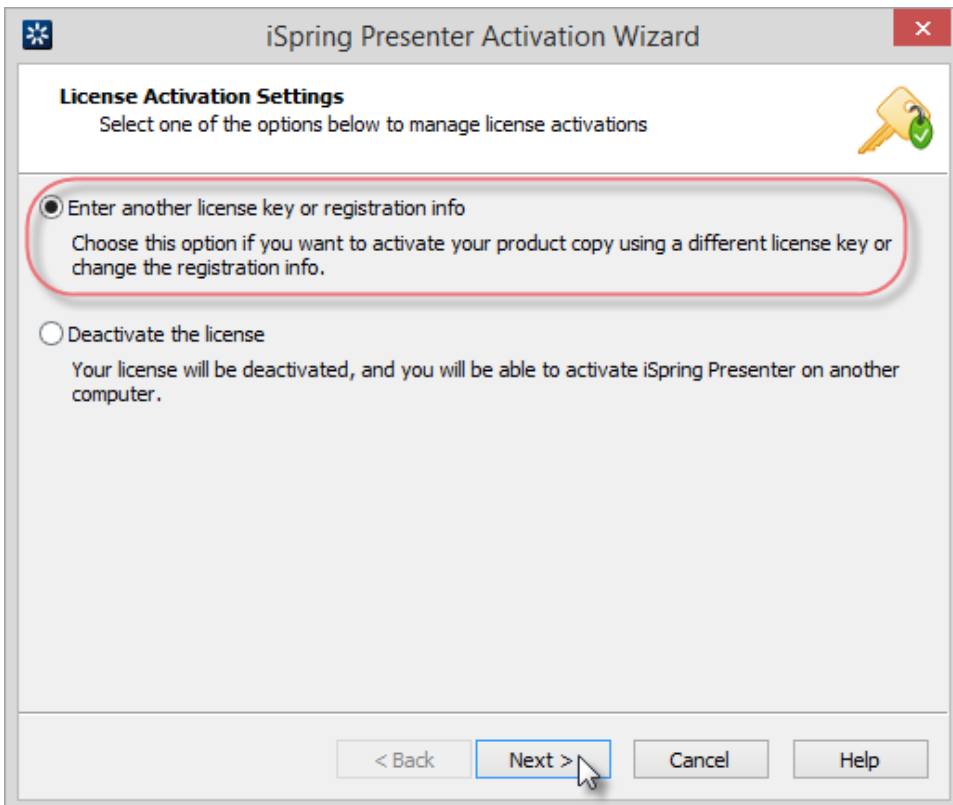 iSpring Presenter Activation Wizard
License Activation Settings
Select one of the options below to manage license activations
Enter another license key or registration info
Choose this option if you want to activate your product copy using a different license key or
change the registration info.
Deactivate the license
Your license will be deactivated, and you will be able to activate iSpring Presenter on another
computer.
< Back Next > Cancel Help